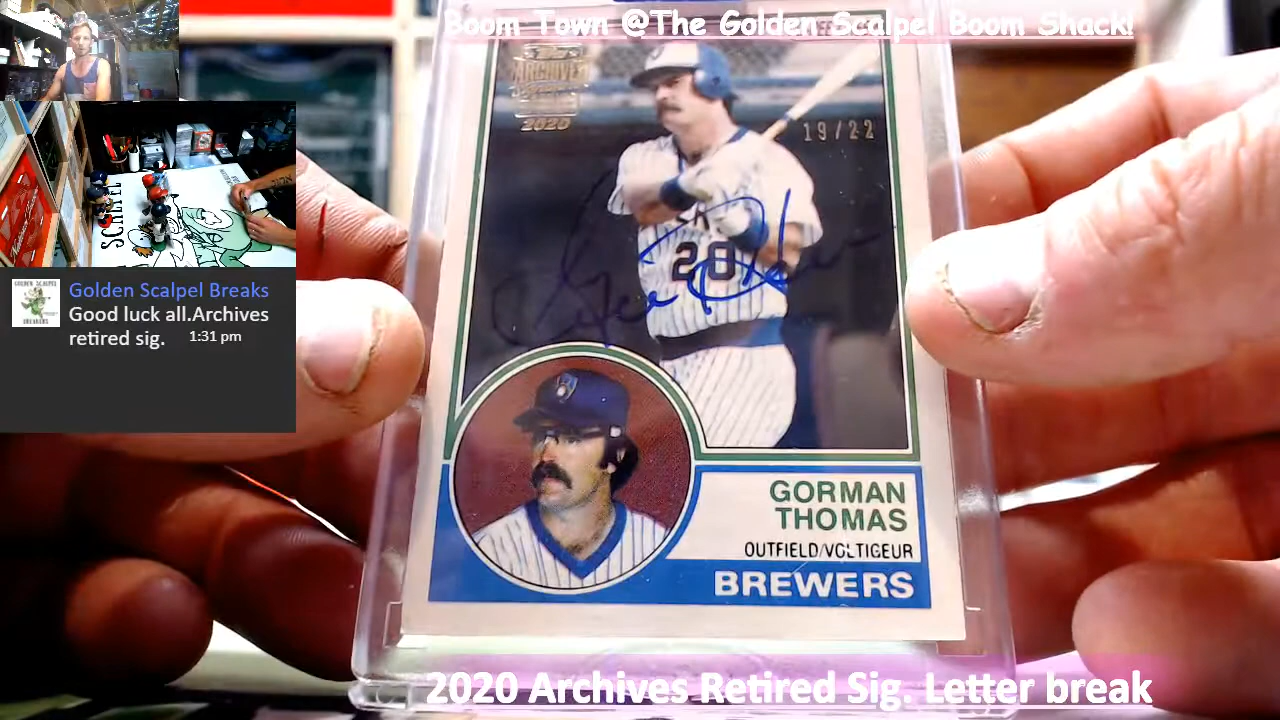 Boom Town @The Golden Scalpel Boom Shack!
ARCHIVES
2020
19/22
20
SCALPEL
Golden Scalpel Breaks
Good luck all.Archives
retired sig. 1:31 pm
GORMAN
THOMAS
OUTFIELD/VOLTIGEUR
BREWERS
2020 Archives Retired Sig. Letter break